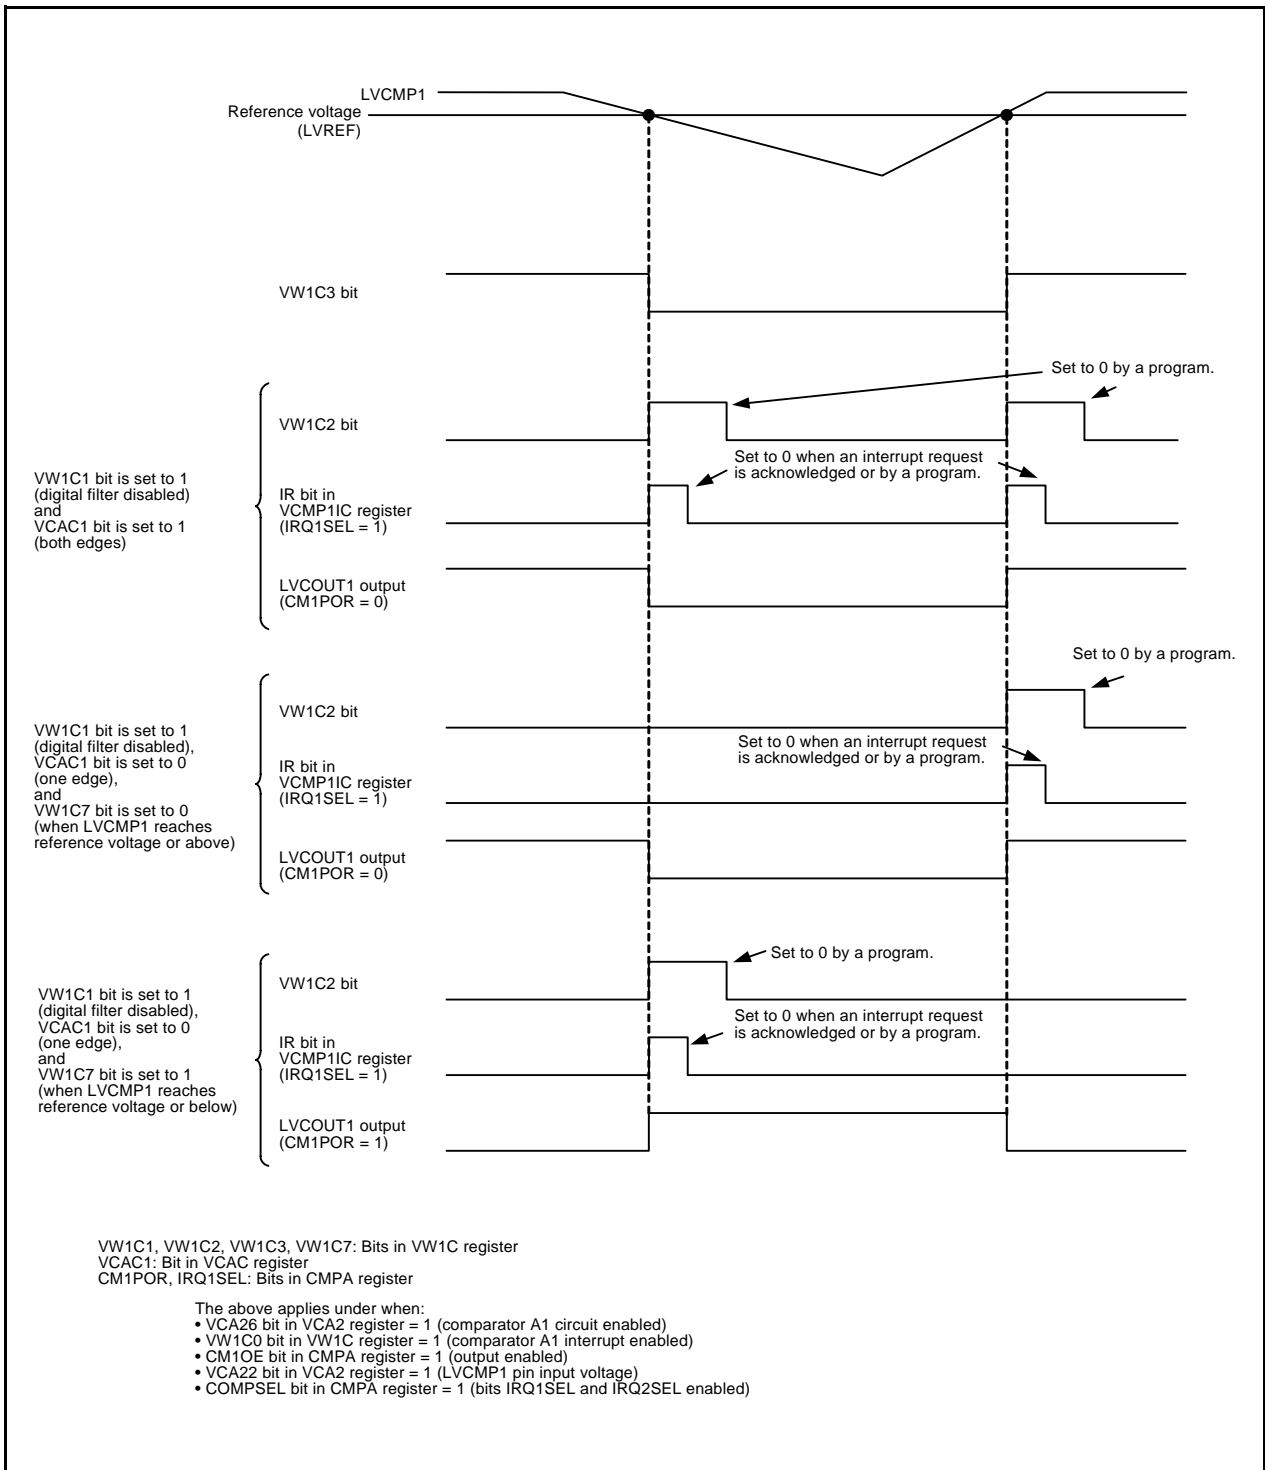 LVCMP1
Reference voltage
(LVREF)
VW1C3 bit
Set to 0 by a program.
VW1C2 bit
Set to 0 when an interrupt request
is acknowledged or by a program.
VW1C1 bit is set to 1
(digital filter disabled)
and
VCAC1 bit is set to 1
(both edges)
IR bit in
VCMP1IC register
(IRQ1SEL = 1)
LVCOUT1 output
(CM1POR = 0)
Set to 0 by a program.
VW1C2 bit
VW1C1 bit is set to 1
(digital filter disabled),
VCAC1 bit is set to 0
(one edge),
and
VW1C7 bit is set to 0
(when LVCMP1 reaches
reference voltage or above)
Set to 0 when an interrupt request
is acknowledged or by a program.
IR bit in
VCMP1IC register
(IRQ1SEL = 1)
LVCOUT1 output
(CM1POR = 0)
Set to 0 by a program.
VW1C2 bit
VW1C1 bit is set to 1
(digital filter disabled),
VCAC1 bit is set to 0
(one edge),
and
VW1C7 bit is set to 1
(when LVCMP1 reaches
reference voltage or below)
Set to 0 when an interrupt request
is acknowledged or by a program.
IR bit in
VCMP1IC register
(IRQ1SEL = 1)
LVCOUT1 output
(CM1POR = 1)
VW1C1, VW1C2, VW1C3, VW1C7: Bits in VW1C register
VCAC1: Bit in VCAC register
CM1POR, IRQ1SEL: Bits in CMPA register
The above applies under when:
• VCA26 bit in VCA2 register = 1 (comparator A1 circuit enabled)
• VW1C0 bit in VW1C register = 1 (comparator A1 interrupt enabled)
• CM1OE bit in CMPA register = 1 (output enabled)
• VCA22 bit in VCA2 register = 1 (LVCMP1 pin input voltage)
• COMPSEL bit in CMPA register = 1 (bits IRQ1SEL and IRQ2SEL enabled)